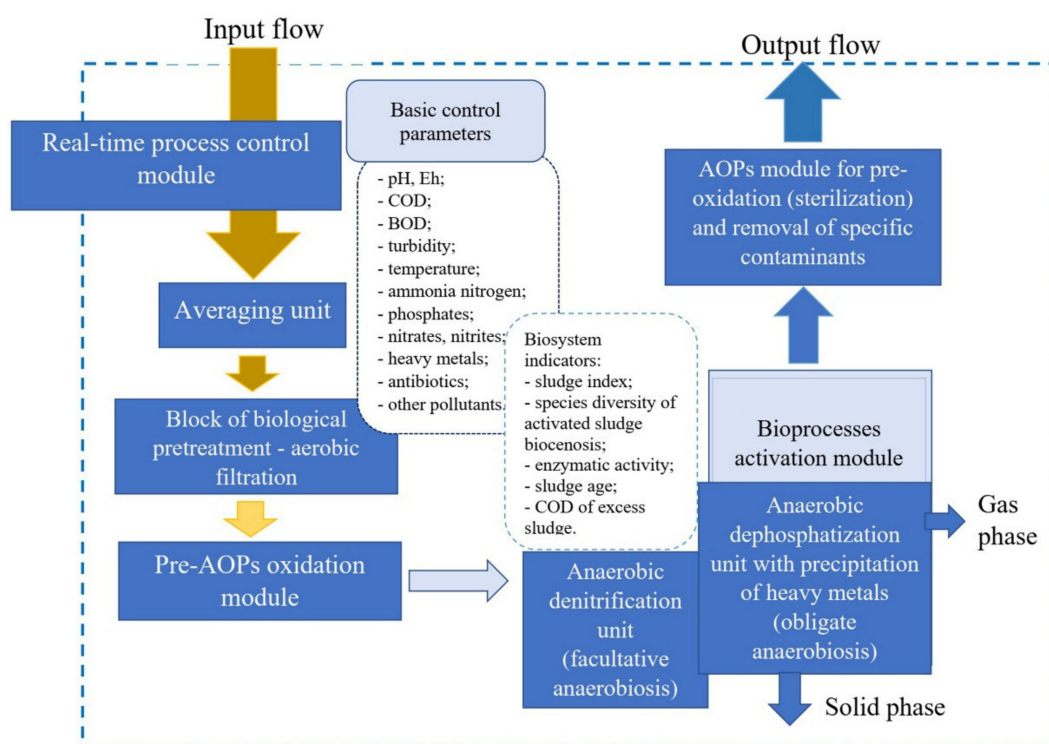 Input flow
Output flow
Real-time process control
module
Basic control
parameters
- pH, Eh;
- COD;
- BOD;
- turbidity;
- temperature;
- ammonia nitrogen;
- phosphates;
- nitrates, nitrites;
- heavy metals;
- antibiotics;
- other pollutants.
AOPs module for pre-
oxidation (sterilization)
and removal of specific
contaminants
Averaging unit
Block of biological
pretreatment - aerobic
filtration
Biosystem
indicators:
- sludge index;
- species diversity of
activated sludge
biocenosis;
- enzymatic activity;
- sludge age;
- COD of excess
sludge.
Bioprocesses
activation module
Pre-AOPs oxidation
module
Anaerobic
denitrification
unit
(facultative
anaerobiosis)
Anaerobic
dephosphatization
unit with precipitation
of heavy metals
(obligate
anaerobiosis)
Gas
phase
Solid phase